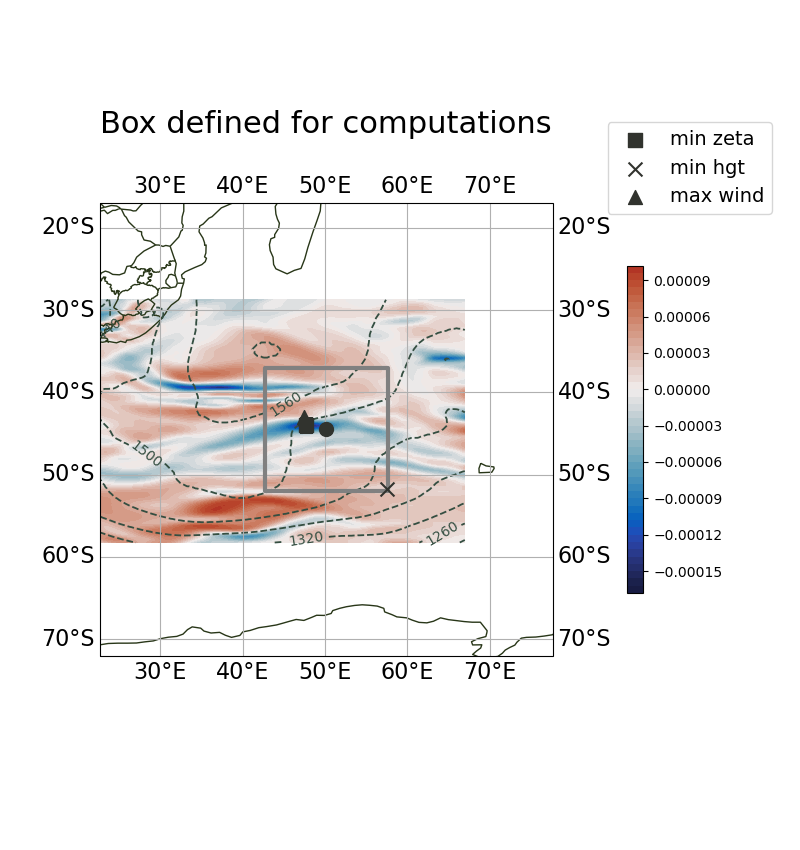 Box defined for computations
min zeta
min hgt
max wind
30°E 40°E 50°E 60°E 70°E
20°S 20°S
30°S 30°S
40°S 40°S
50°S 50°S
60°S 60°S
70°S 70°S
30°E 40°E 50°E 60°E 70°E
1560
1500
1320
1260
0.00009
0.00006
0.00003
0.00000
−0.00003
−0.00006
−0.00009
−0.00012
−0.00015